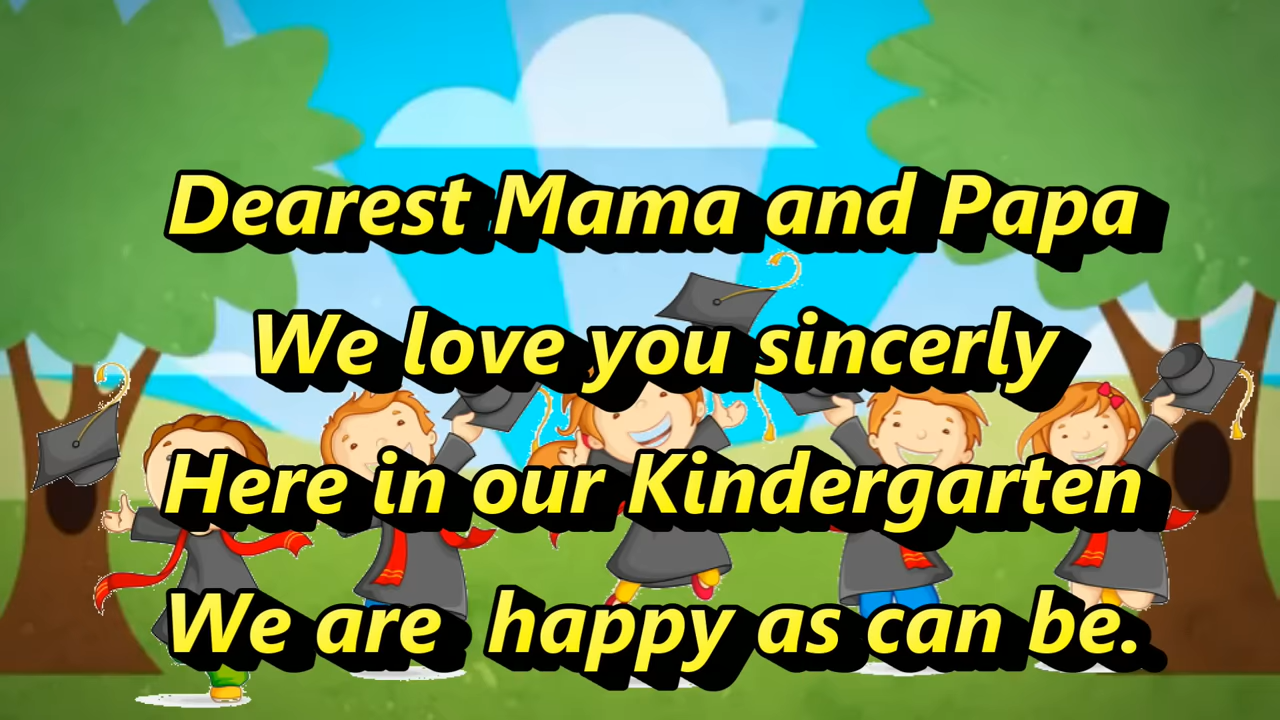 Dearest Mama and Papa
We love you sincerly
Here in our Kindergarten
We are  happy as can be.